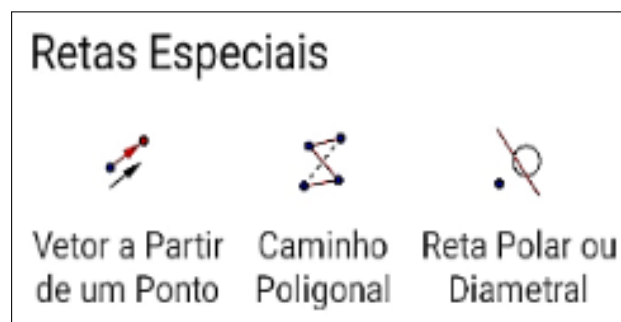 Retas Especiais
Vetor a Partir
de um Ponto
Caminho
Poligonal
Reta Polar ou
Diametral